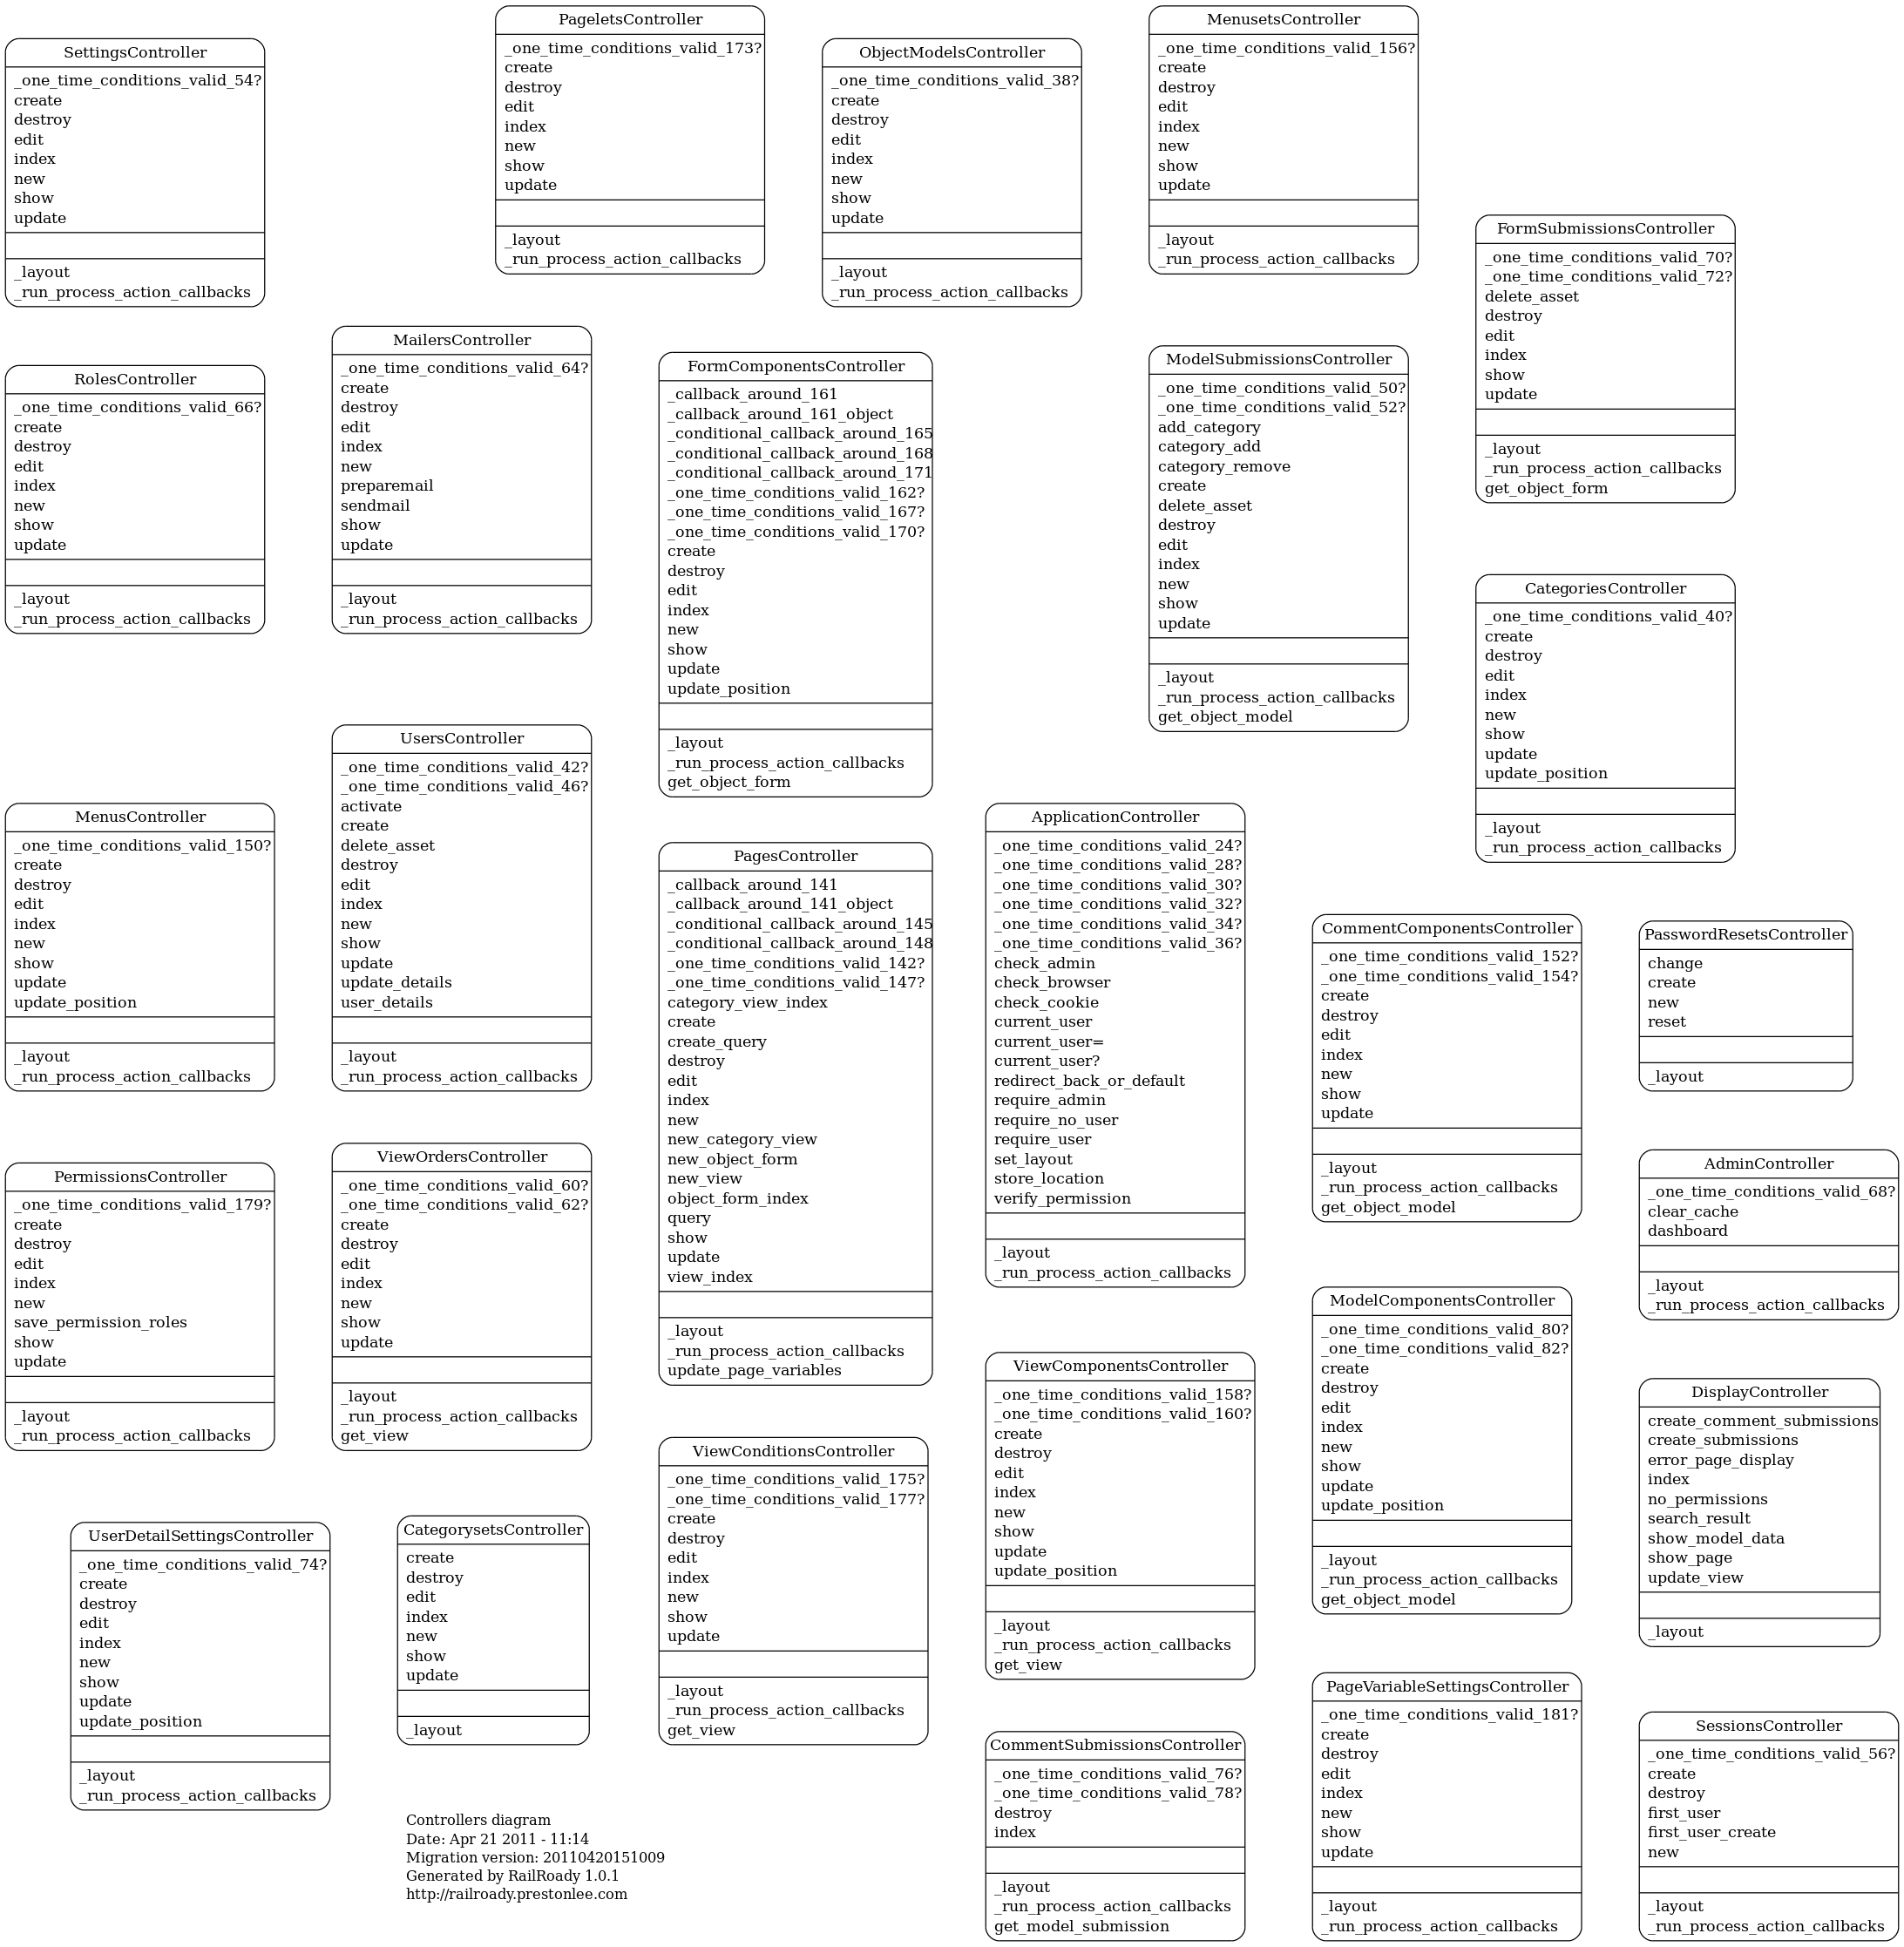 SettingsController
_one_time_conditions_valid_54?
create
destroy
edit
index
new
show
update
_layout
_run_process_action_callbacks
PageletsController
_one_time_conditions_valid_173?
create
destroy
edit
index
new
show
update
_layout
_run_process_action_callbacks
ObjectModelsController
_one_time_conditions_valid_38?
create
destroy
edit
index
new
show
update
_layout
_run_process_action_callbacks
MenusetsController
_one_time_conditions_valid_156?
create
destroy
edit
index
new
show
update
_layout
_run_process_action_callbacks
FormSubmissionsController
_one_time_conditions_valid_70?
_one_time_conditions_valid_72?
delete_asset
destroy
edit
index
show
update
_layout
_run_process_action_callbacks
get_object_form
RolesController
_one_time_conditions_valid_66?
create
destroy
edit
index
new
show
update
_layout
_run_process_action_callbacks
MailersController
_one_time_conditions_valid_64?
create
destroy
edit
index
new
preparemail
sendmail
show
update
_layout
_run_process_action_callbacks
FormComponentsController
_callback_around_161
_callback_around_161_object
_conditional_callback_around_165
_conditional_callback_around_168
_conditional_callback_around_171
_one_time_conditions_valid_162?
_one_time_conditions_valid_167?
_one_time_conditions_valid_170?
create
destroy
edit
index
new
show
update
update_position
_layout
_run_process_action_callbacks
get_object_form
ModelSubmissionsController
_one_time_conditions_valid_50?
_one_time_conditions_valid_52?
add_category
category_add
category_remove
create
delete_asset
destroy
edit
index
new
show
update
_layout
_run_process_action_callbacks
get_object_model
CategoriesController
_one_time_conditions_valid_40?
create
destroy
edit
index
new
show
update
update_position
_layout
_run_process_action_callbacks
MenusController
_one_time_conditions_valid_150?
create
destroy
edit
index
new
show
update
update_position
_layout
_run_process_action_callbacks
UsersController
_one_time_conditions_valid_42?
_one_time_conditions_valid_46?
activate
create
delete_asset
destroy
edit
index
new
show
update
update_details
user_details
_layout
_run_process_action_callbacks
PagesController
_callback_around_141
_callback_around_141_object
_conditional_callback_around_145
_conditional_callback_around_148
_one_time_conditions_valid_142?
_one_time_conditions_valid_147?
category_view_index
create
create_query
destroy
edit
index
new
new_category_view
new_object_form
new_view
object_form_index
query
show
update
view_index
_layout
_run_process_action_callbacks
update_page_variables
ApplicationController
_one_time_conditions_valid_24?
_one_time_conditions_valid_28?
_one_time_conditions_valid_30?
_one_time_conditions_valid_32?
_one_time_conditions_valid_34?
_one_time_conditions_valid_36?
check_admin
check_browser
check_cookie
current_user
current_user=
current_user?
redirect_back_or_default
require_admin
require_no_user
require_user
set_layout
store_location
verify_permission
_layout
_run_process_action_callbacks
CommentComponentsController
_one_time_conditions_valid_152?
_one_time_conditions_valid_154?
create
destroy
edit
index
new
show
update
_layout
_run_process_action_callbacks
get_object_model
PasswordResetsController
change
create
new
reset
_layout
PermissionsController
_one_time_conditions_valid_179?
create
destroy
edit
index
new
save_permission_roles
show
update
_layout
_run_process_action_callbacks
ViewOrdersController
_one_time_conditions_valid_60?
_one_time_conditions_valid_62?
create
destroy
edit
index
new
show
update
_layout
_run_process_action_callbacks
get_view
AdminController
_one_time_conditions_valid_68?
clear_cache
dashboard
_layout
_run_process_action_callbacks
ModelComponentsController
_one_time_conditions_valid_80?
_one_time_conditions_valid_82?
create
destroy
edit
index
new
show
update
update_position
_layout
_run_process_action_callbacks
get_object_model
ViewComponentsController
_one_time_conditions_valid_158?
_one_time_conditions_valid_160?
create
destroy
edit
index
new
show
update
update_position
_layout
_run_process_action_callbacks
get_view
DisplayController
create_comment_submissions
create_submissions
error_page_display
index
no_permissions
search_result
show_model_data
show_page
update_view
_layout
ViewConditionsController
_one_time_conditions_valid_175?
_one_time_conditions_valid_177?
create
destroy
edit
index
new
show
update
_layout
_run_process_action_callbacks
get_view
UserDetailSettingsController
_one_time_conditions_valid_74?
create
destroy
edit
index
new
show
update
update_position
_layout
_run_process_action_callbacks
CategorysetsController
create
destroy
edit
index
new
show
update
_layout
PageVariableSettingsController
_one_time_conditions_valid_181?
create
destroy
edit
index
new
show
update
_layout
_run_process_action_callbacks
CommentSubmissionsController
_one_time_conditions_valid_76?
_one_time_conditions_valid_78?
destroy
index
_layout
_run_process_action_callbacks
get_model_submission
SessionsController
_one_time_conditions_valid_56?
create
destroy
first_user
first_user_create
new
_layout
_run_process_action_callbacks
Controllers diagram
Date: Apr 21 2011 - 11:14
Migration version: 20110420151009
Generated by RailRoady 1.0.1
http://railroady.prestonlee.com